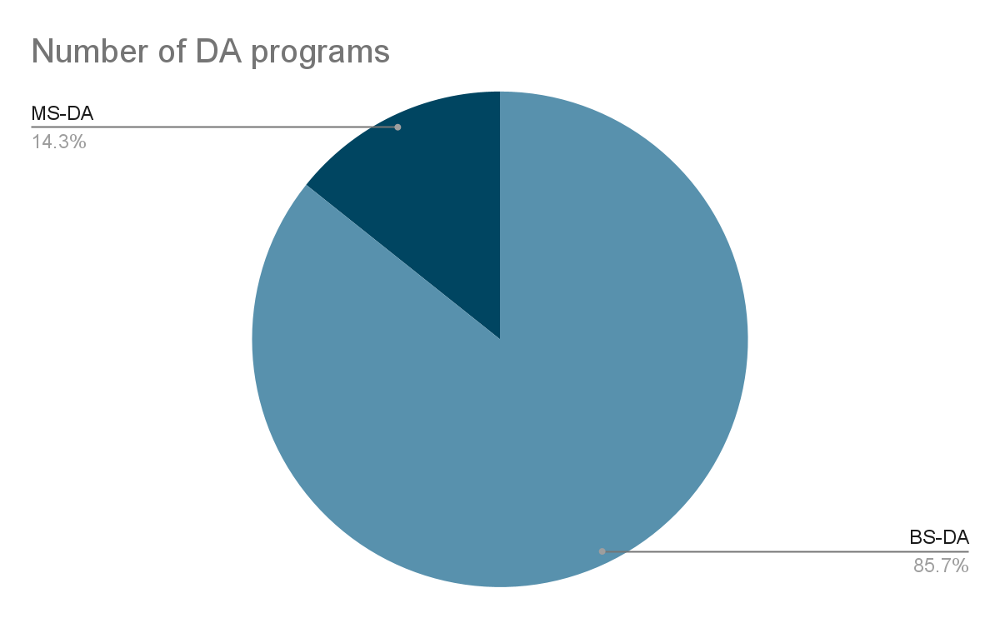 Number of DA programs
MS-DA
14.3%
BS-DA
85.7%